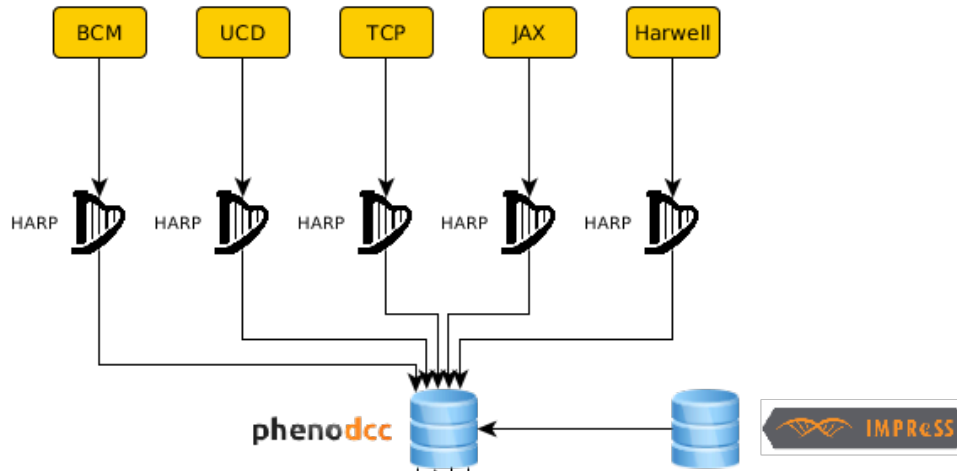 BCM UCD TCP JAX Harwell
HARP HARP HARP HARP HARP
phenodcc
IMPReSS